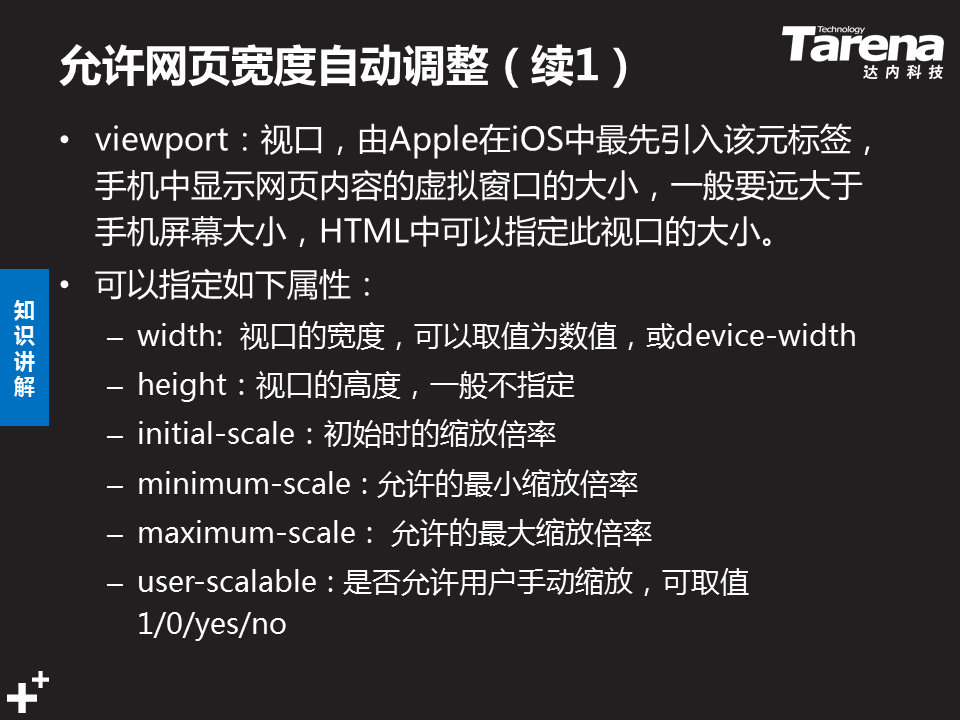 允许网页宽度自动调整（续1）
Technology
Tarena
达内科技
• viewport：视口，由Apple在iOS中最先引入该元标签，
手机中显示网页内容的虚拟窗口的大小，一般要远大于
手机屏幕大小，HTML中可以指定此视口的大小。
• 可以指定如下属性：
– width: 视口的宽度，可以取值为数值，或device-width
– height：视口的高度，一般不指定
– initial-scale：初始时的缩放倍率
– minimum-scale：允许的最小缩放倍率
– maximum-scale： 允许的最大缩放倍率
– user-scalable：是否允许用户手动缩放，可取值
1/0/yes/no
知
识
讲
解